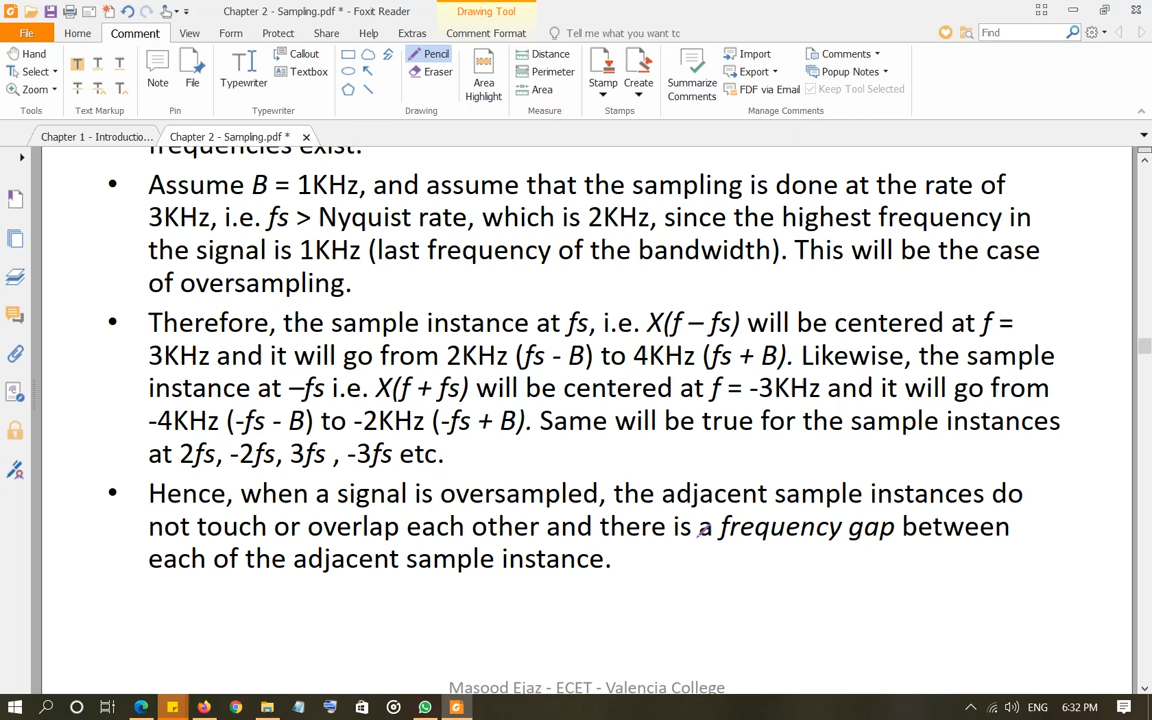 Chapter 2 - Sampling.pdf * - Foxit Reader
Drawing Tool
File Home Comment View Form Protect Share Help Extras Comment Format Tell me what you want to
Find
Hand
Select
Zoom
Tools
Text Markup
Note
File
Pin
Typewriter
Callout
Textbox
Typewriter
Pencil
Eraser
Drawing
Area
Highlight
Distance
Perimeter
Area
Measure
Stamp
Create
Stamps
Summarize
Comments
Import
Export
FDF via Email
Comments
Popup Notes
Keep Tool Selected
Manage Comments
Chapter 1 - Introductio...
Chapter 2 - Sampling.pdf *
frequencies exist.
• Assume B = 1KHz, and assume that the sampling is done at the rate of
3KHz, i.e. fs > Nyquist rate, which is 2KHz, since the highest frequency in
the signal is 1KHz (last frequency of the bandwidth). This will be the case
of oversampling.
• Therefore, the sample instance at fs, i.e. X(f – fs) will be centered at f =
3KHz and it will go from 2KHz (fs - B) to 4KHz (fs + B). Likewise, the sample
instance at –fs i.e. X(f + fs) will be centered at f = -3KHz and it will go from
-4KHz (-fs - B) to -2KHz (-fs + B). Same will be true for the sample instances
at 2fs, -2fs, 3fs , -3fs etc.
• Hence, when a signal is oversampled, the adjacent sample instances do
not touch or overlap each other and there is a frequency gap between
each of the adjacent sample instance.
Masood Ejaz - ECET - Valencia College
ENG 6:32 PM